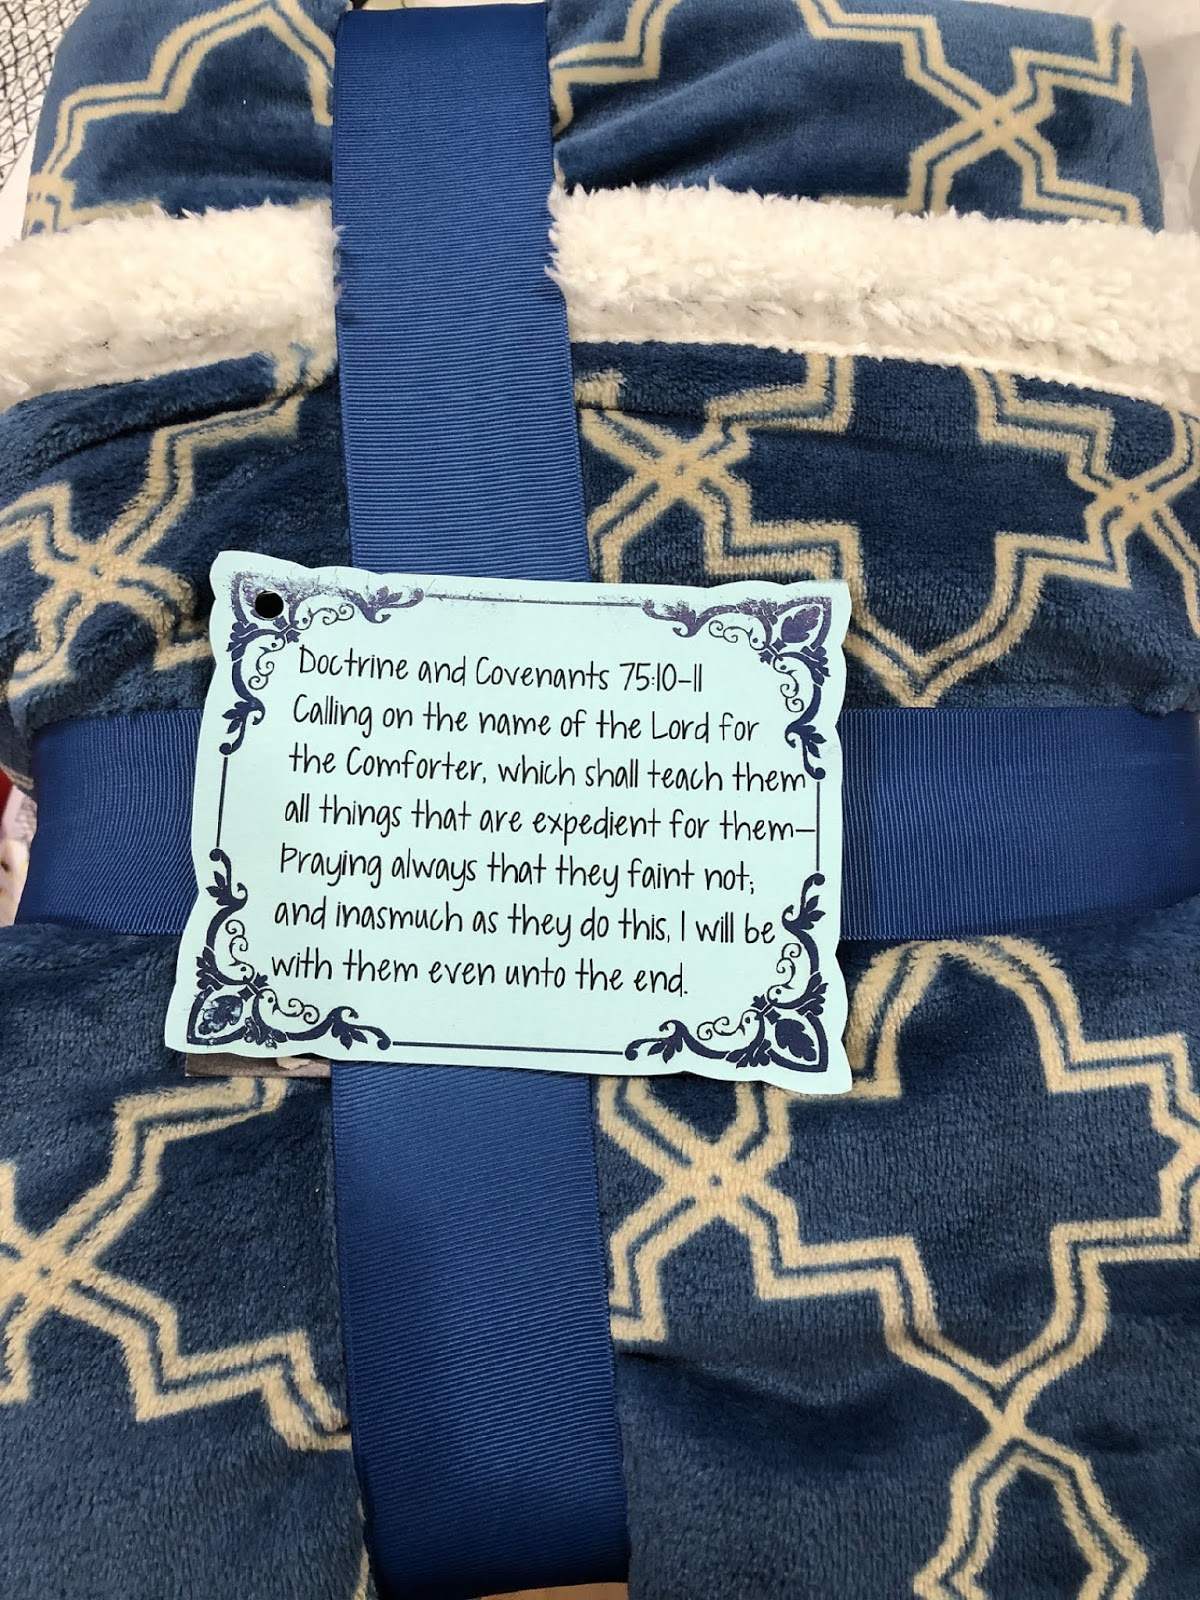 Doctrine and Covenants 75:10-11
Calling on the name of the Lord for
the Comforter, which shall teach them
all things that are expedient for them—
Praying always that they faint not;
and inasmuch as they do this, I will be
with them even unto the end.